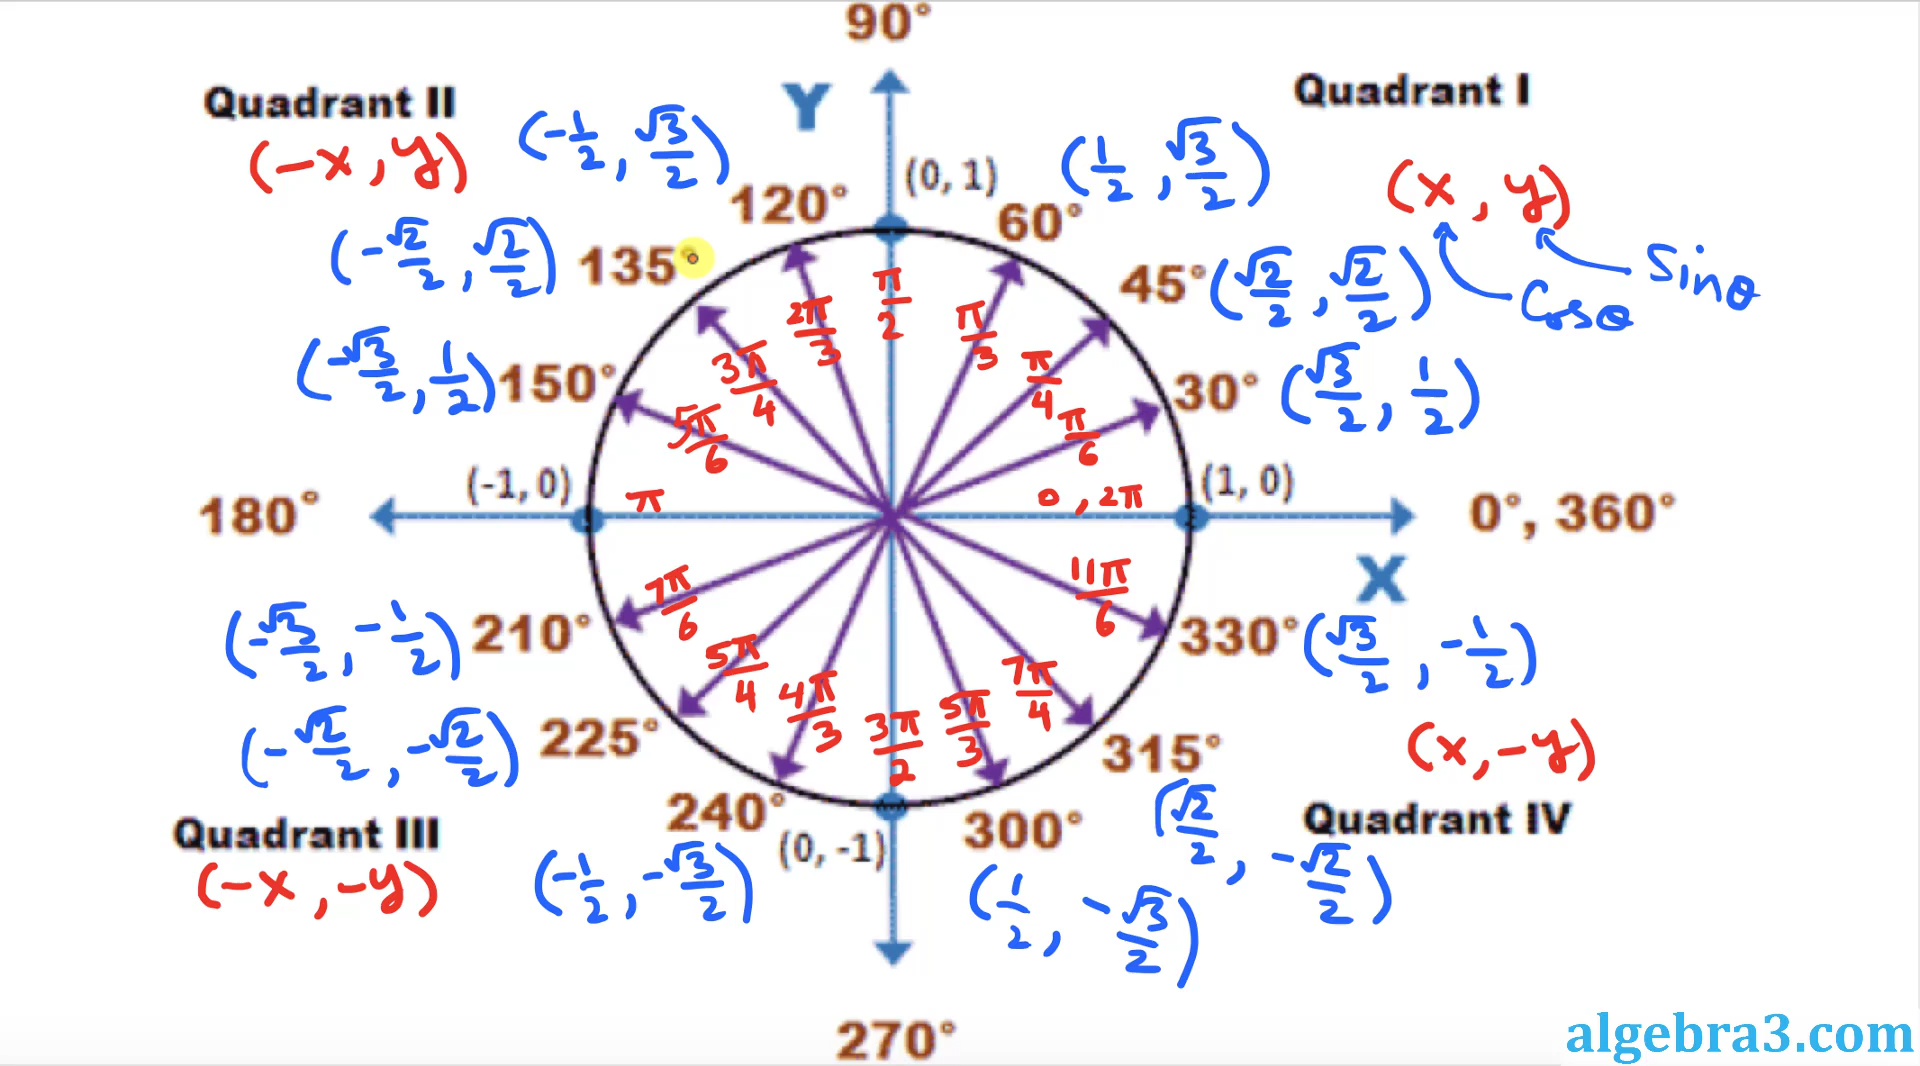 90°
Quadrant II
Quadrant I
Y
(-x, y)
(-1/2, √3/2)
(0, 1)
(1/2, √3/2)
(x, y)
120°
60°
(-√2/2, √2/2)
135°
45°
(√2/2, √2/2)
Cosθ
Sinθ
π/2
2π/3
π/3
3π/4
π/4
(-√3/2, 1/2)
150°
30°
(√3/2, 1/2)
5π/6
π/6
(-1, 0)
(1, 0)
180°
π
0, 2π
0°, 360°
X
7π/6
11π/6
(-√3/2, -1/2)
210°
330°
(√3/2, -1/2)
5π/4
4π/3
3π/2
5π/3
7π/4
(-√2/2, -√2/2)
225°
315°
(x, -y)
240°
300°
(√2/2, -√2/2)
Quadrant III
(0, -1)
Quadrant IV
(-x, -y)
(-1/2, -√3/2)
(1/2, -√3/2)
270°
algebra3.com